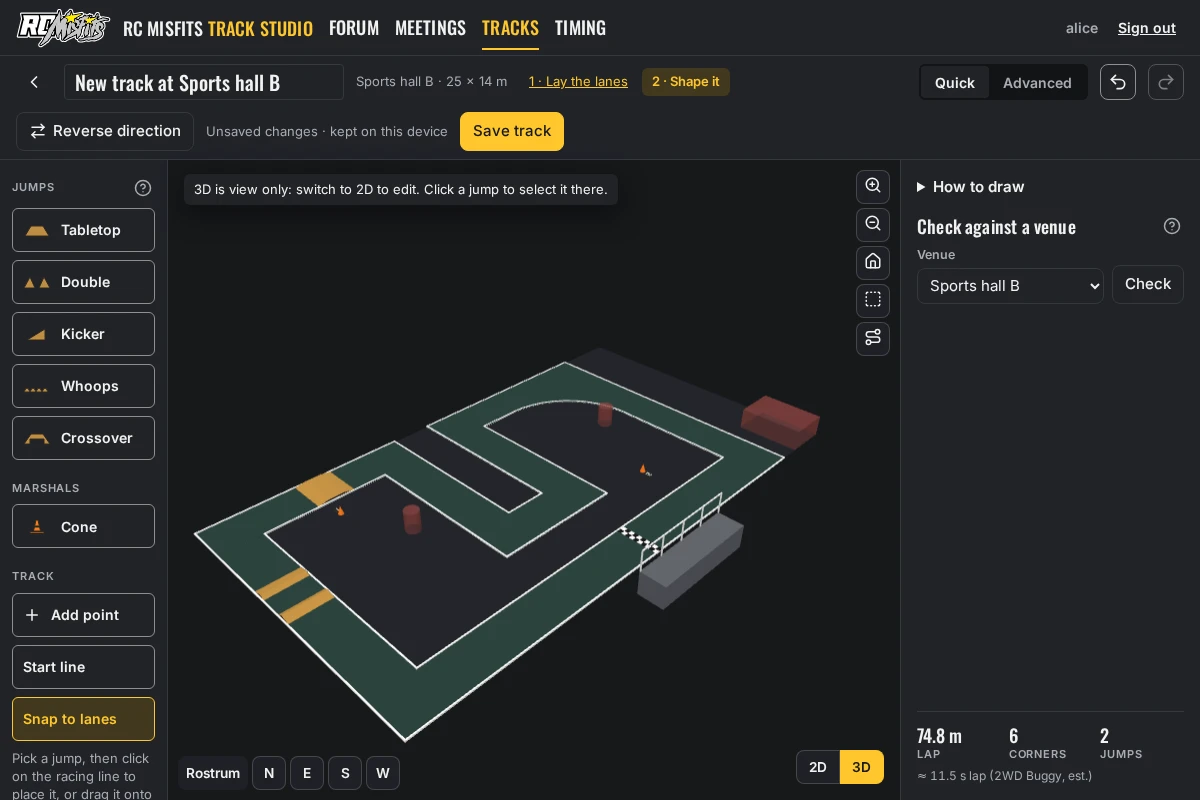 RC Misfits RC MISFITS TRACK STUDIO FORUM MEETINGS TRACKS TIMING alice Sign out
New track at Sports hall B Sports hall B · 25 × 14 m 1 · Lay the lanes 2 · Shape it Quick Advanced
Reverse direction Unsaved changes · kept on this device Save track
JUMPS
Tabletop
Double
Kicker
Whoops
Crossover
MARSHALS
Cone
TRACK
Add point
Start line
Snap to lanes
Pick a jump, then click
on the racing line to
place it, or drag it onto
3D is view only: switch to 2D to edit. Click a jump to select it there.
Rostrum N E S W
2D 3D
How to draw
Check against a venue
Venue
Sports hall B Check
74.8 m 6 2
LAP CORNERS JUMPS
≈ 11.5 s lap (2WD Buggy, est.)